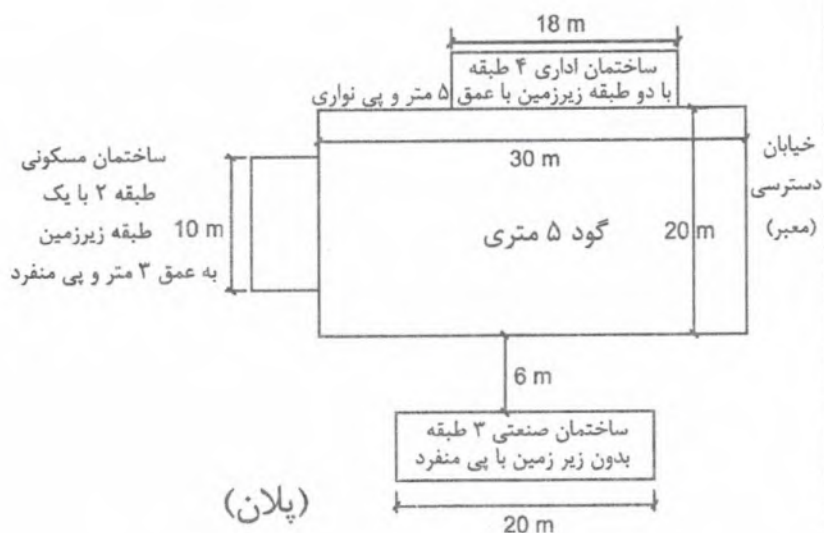 18 m
ساختمان اداری ۴ طبقه
با دو طبقه زیرزمین با عمق ۵ متر و پی نواری
30 m
خیابان
دسترسی
(معبر)
ساختمان مسکونی
طبقه ۲ با یک
طبقه زیرزمین
به عمق ۳ متر و پی منفرد
10 m
گود ۵ متری
20 m
6 m
ساختمان صنعتی ۳ طبقه
بدون زیر زمین با پی منفرد
20 m
(پلان)